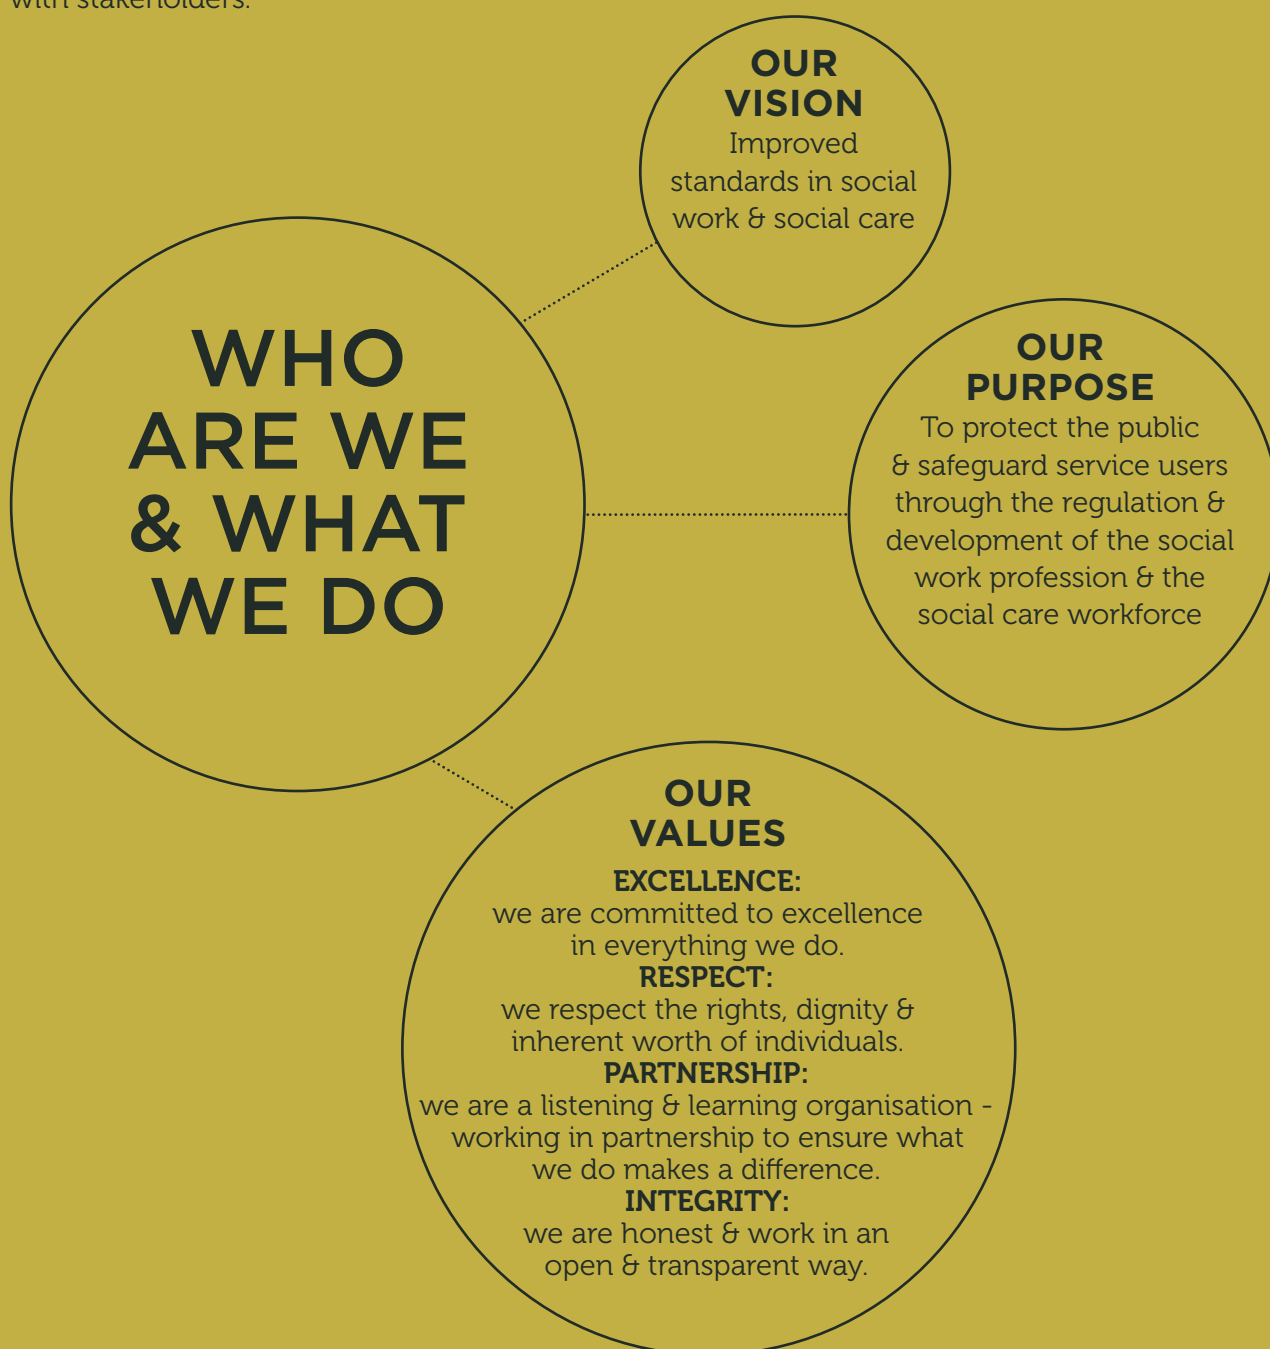 with stakeholders.
OUR
VISION
Improved
standards in social
work & social care
WHO
ARE WE
& WHAT
WE DO
OUR
PURPOSE
To protect the public
& safeguard service users
through the regulation &
development of the social
work profession & the
social care workforce
OUR
VALUES
EXCELLENCE:
we are committed to excellence
in everything we do.
RESPECT:
we respect the rights, dignity &
inherent worth of individuals.
PARTNERSHIP:
we are a listening & learning organisation -
working in partnership to ensure what
we do makes a difference.
INTEGRITY:
we are honest & work in an
open & transparent way.